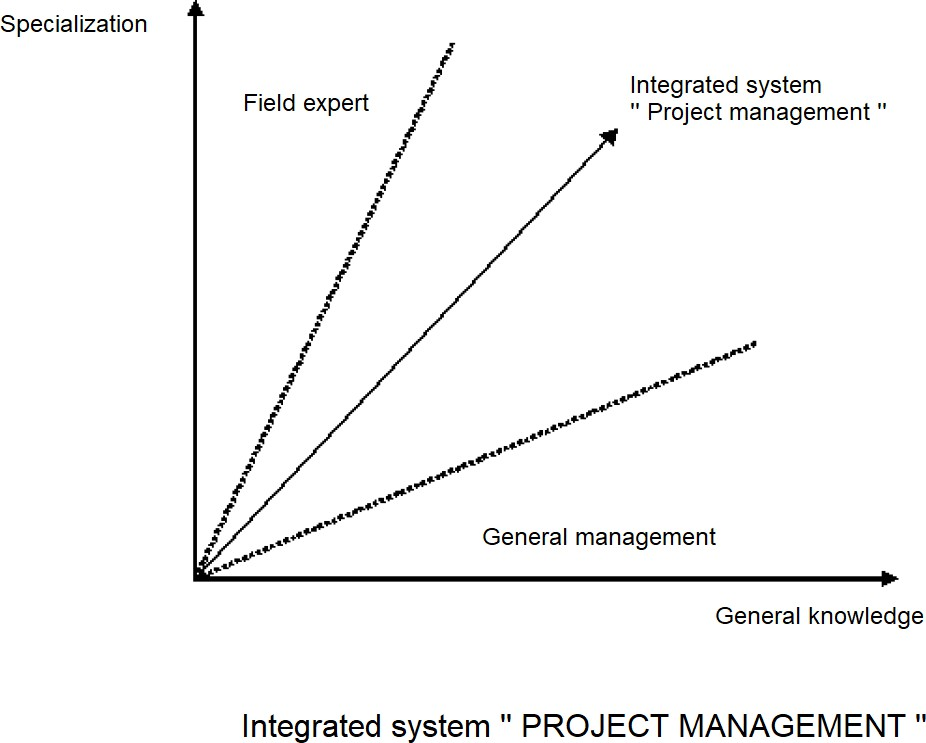 Specialization
Field expert
Integrated system
" Project management "
General management
General knowledge
Integrated system " PROJECT MANAGEMENT "